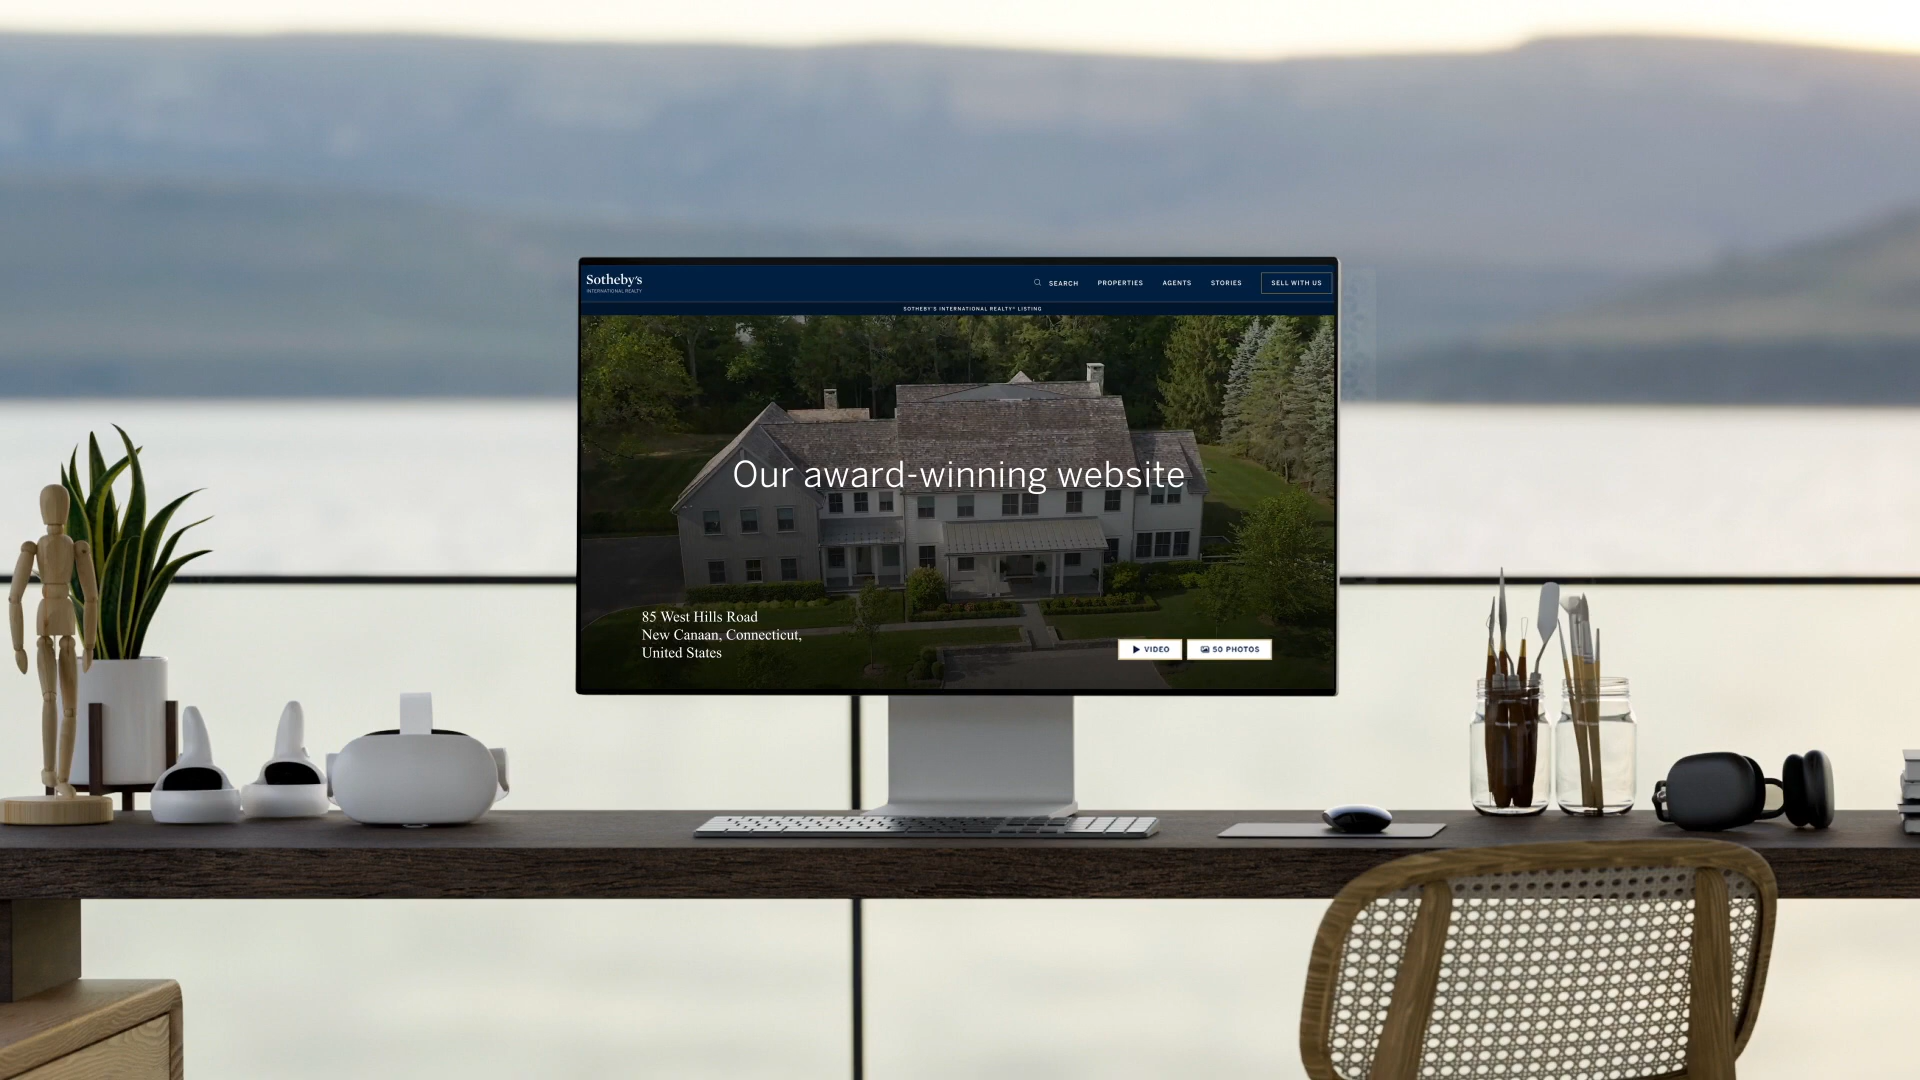 Sotheby's
INTERNATIONAL REALTY
SEARCH
PROPERTIES
AGENTS
STORIES
SELL WITH US
SOTHEBY'S INTERNATIONAL REALTY® LISTING
Our award-winning website
85 West Hills Road
New Canaan, Connecticut,
United States
VIDEO
50 PHOTOS